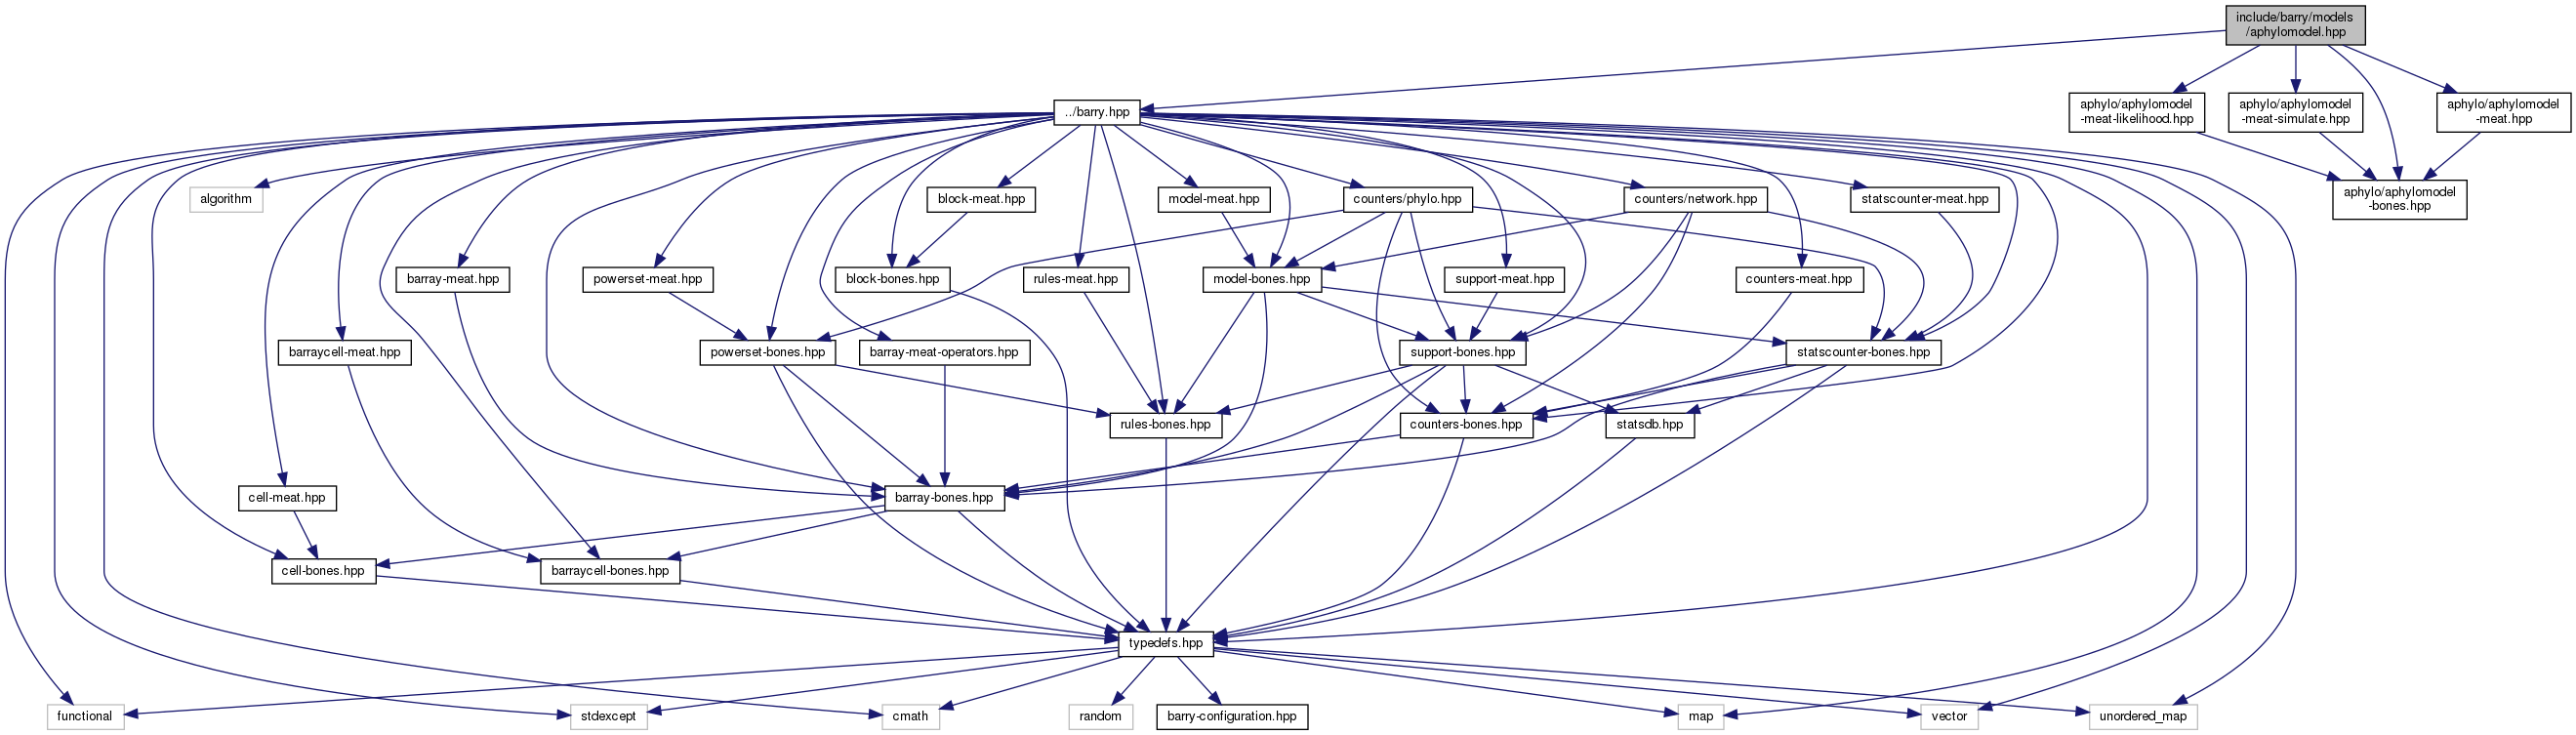 include/barry/models
/aphylomodel.hpp
../barry.hpp
aphylo/aphylomodel
-meat-likelihood.hpp
aphylo/aphylomodel
-meat-simulate.hpp
aphylo/aphylomodel
-meat.hpp
algorithm
block-meat.hpp
model-meat.hpp
counters/phylo.hpp
counters/network.hpp
statscounter-meat.hpp
aphylo/aphylomodel
-bones.hpp
barray-meat.hpp
powerset-meat.hpp
block-bones.hpp
rules-meat.hpp
model-bones.hpp
support-meat.hpp
counters-meat.hpp
barraycell-meat.hpp
powerset-bones.hpp
barray-meat-operators.hpp
support-bones.hpp
statscounter-bones.hpp
rules-bones.hpp
counters-bones.hpp
statsdb.hpp
cell-meat.hpp
barray-bones.hpp
cell-bones.hpp
barraycell-bones.hpp
typedefs.hpp
functional
stdexcept
cmath
random
barry-configuration.hpp
map
vector
unordered_map